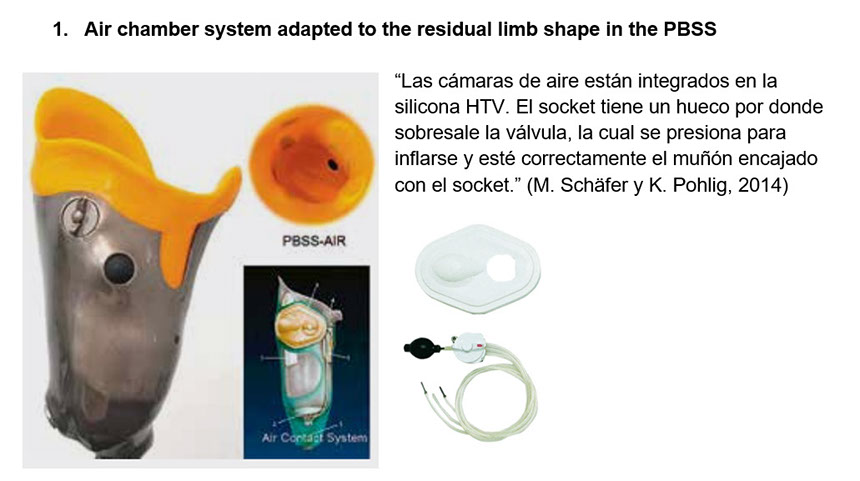 1. Air chamber system adapted to the residual limb shape in the PBSS
“Las cámaras de aire están integrados en la
silicona HTV. El socket tiene un hueco por donde
sobresale la válvula, la cual se presiona para
inflarse y esté correctamente el muñón encajado
con el socket.” (M. Schäfer y K. Pohlig, 2014)
PBSS-AIR
Air Contact System